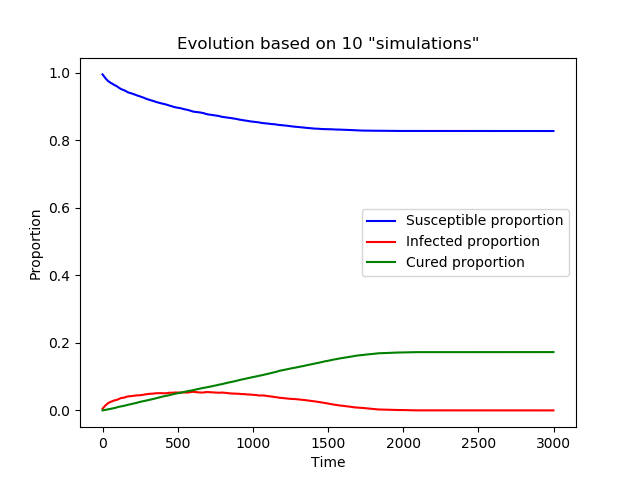 Evolution based on 10 "simulations"
1.0
0.8
0.6
0.4
0.2
0.0
Proportion
Susceptible proportion
Infected proportion
Cured proportion
0 500 1000 1500 2000 2500 3000
Time